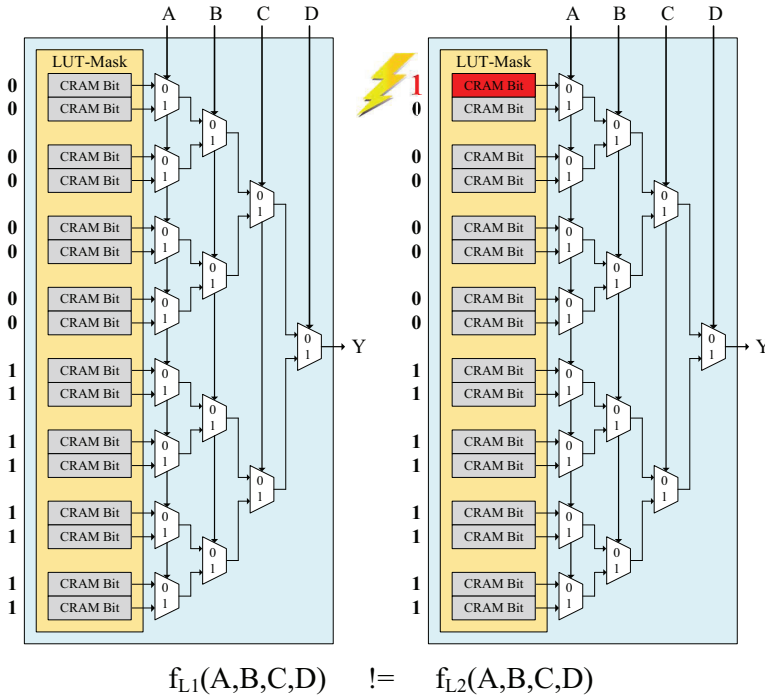 A B C D A B C D
LUT-Mask LUT-Mask
0 CRAM Bit 0 1 CRAM Bit 0
0 CRAM Bit 1 0 CRAM Bit 1
0 1 0 1
0 CRAM Bit 0 0 CRAM Bit 0
0 CRAM Bit 1 0 CRAM Bit 1
0 1 0 1
0 CRAM Bit 0 0 CRAM Bit 0
0 CRAM Bit 1 0 CRAM Bit 1
0 1 0 1
0 CRAM Bit 0 0 CRAM Bit 0
0 CRAM Bit 1 0 CRAM Bit 1
0 1 Y 0 1 Y
1 CRAM Bit 0 1 CRAM Bit 0
1 CRAM Bit 1 1 CRAM Bit 1
0 1 0 1
1 CRAM Bit 0 1 CRAM Bit 0
1 CRAM Bit 1 1 CRAM Bit 1
0 1 0 1
1 CRAM Bit 0 1 CRAM Bit 0
1 CRAM Bit 1 1 CRAM Bit 1
0 1 0 1
1 CRAM Bit 0 1 CRAM Bit 0
1 CRAM Bit 1 1 CRAM Bit 1
fL1(A,B,C,D) != fL2(A,B,C,D)